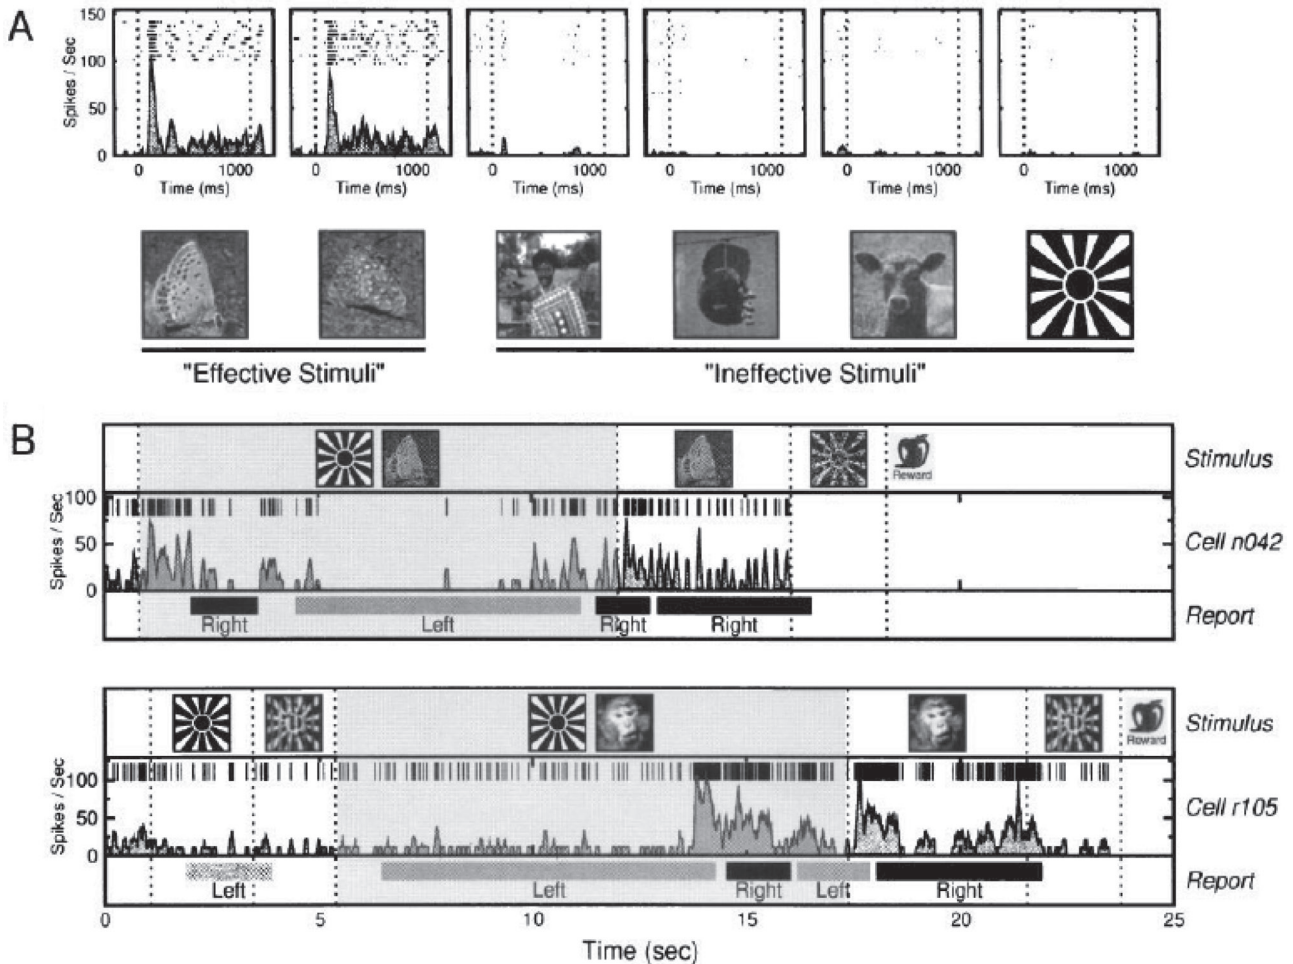 A
Spikes / Sec
150
100
50
0
0 1000 0 1000 0 1000 0 1000 0 1000 0 1000
Time (ms) Time (ms) Time (ms) Time (ms) Time (ms) Time (ms)
"Effective Stimuli" "Ineffective Stimuli"
B
Reward
Stimulus
Spikes / Sec
100
50
0
Cell n042
Right Left Right Right
Report
Reward
Stimulus
Spikes / Sec
100
50
0
Cell r105
Left Left Right Left Right
Report
0 5 10 15 20 25
Time (sec)